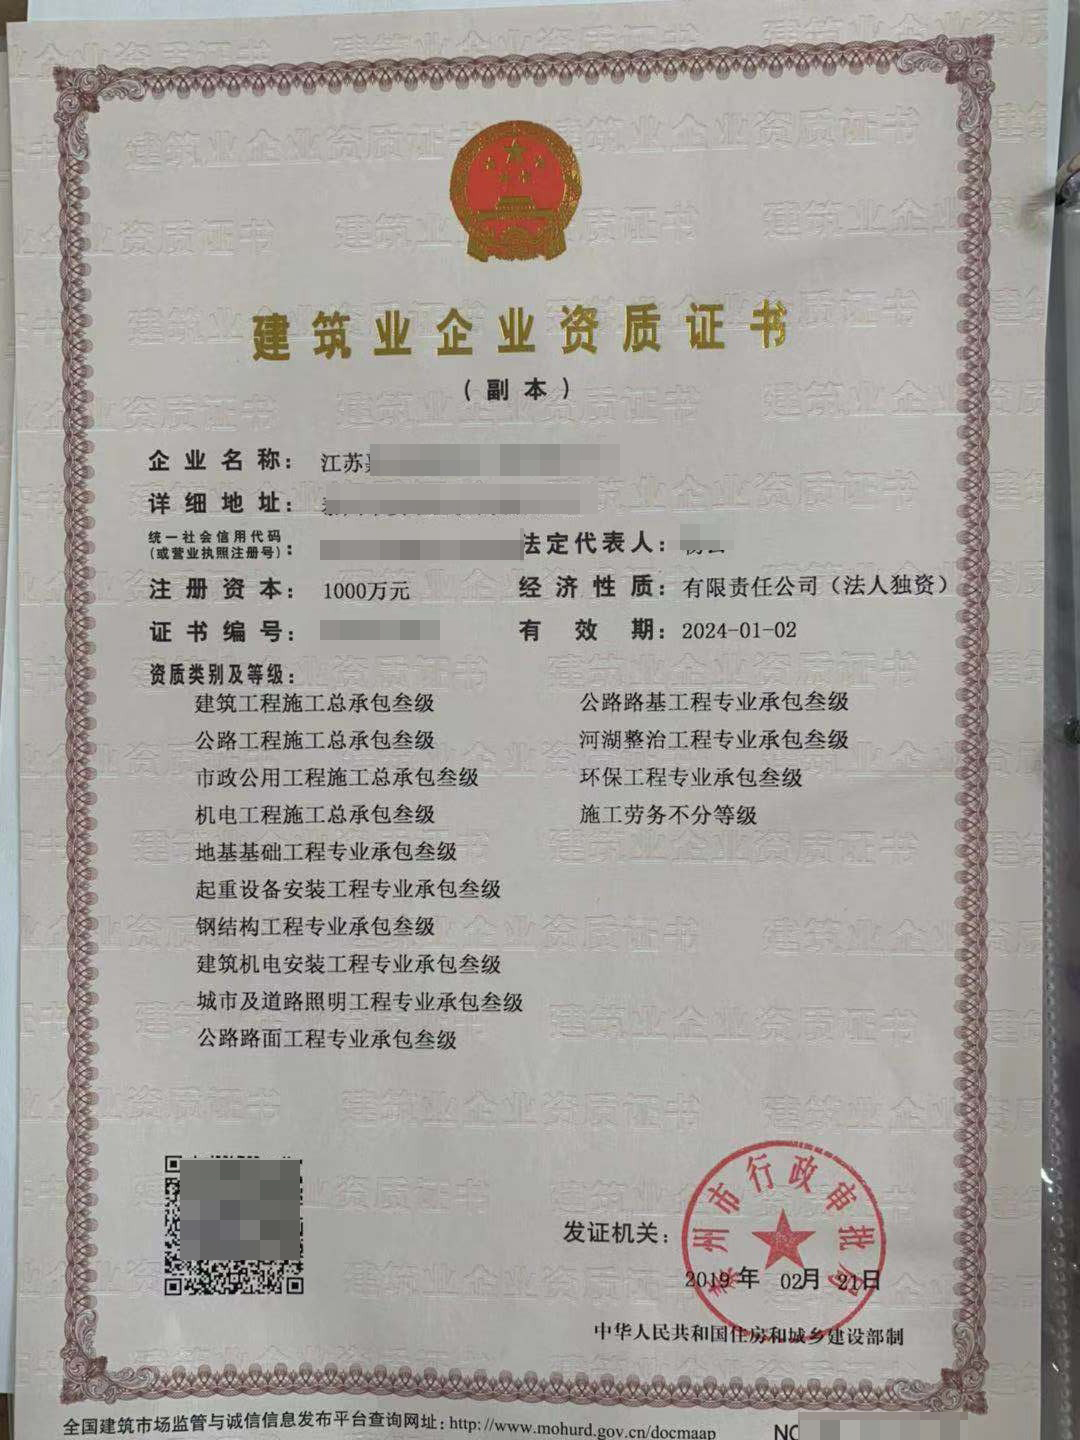 建筑业企业资质证书
（副本）
企业名称： 江苏
详细地址：
统一社会信用代码
（或营业执照注册号）： 法定代表人：
注册资本： 1000万元 经济性质： 有限责任公司（法人独资）
证书编号： 有效期： 2024-01-02
资质类别及等级：
建筑工程施工总承包叁级 公路路基工程专业承包叁级
公路工程施工总承包叁级 河湖整治工程专业承包叁级
市政公用工程施工总承包叁级 环保工程专业承包叁级
机电工程施工总承包叁级 施工劳务不分等级
地基基础工程专业承包叁级
起重设备安装工程专业承包叁级
钢结构工程专业承包叁级
建筑机电安装工程专业承包叁级
城市及道路照明工程专业承包叁级
公路路面工程专业承包叁级
泰州市行政审批局
发证机关：
2019年 02月 21日
中华人民共和国住房和城乡建设部制
全国建筑市场监管与诚信信息发布平台查询网址：http://www.mohurd.gov.cn/docmaap